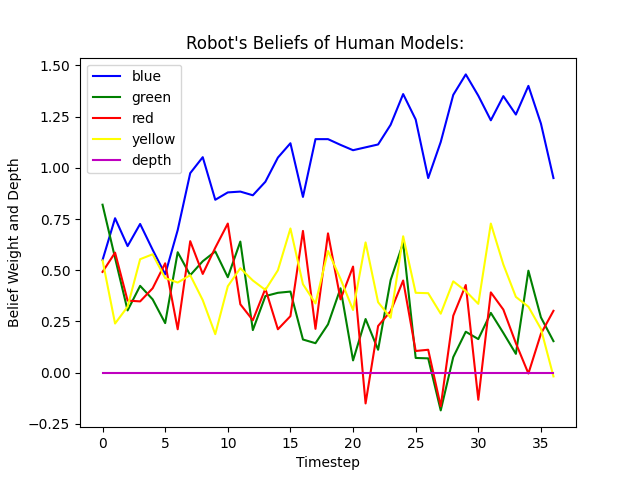 Robot's Beliefs of Human Models:
1.50
1.25
1.00
0.75
0.50
0.25
0.00
−0.25
Belief Weight and Depth
blue
green
red
yellow
depth
0 5 10 15 20 25 30 35
Timestep